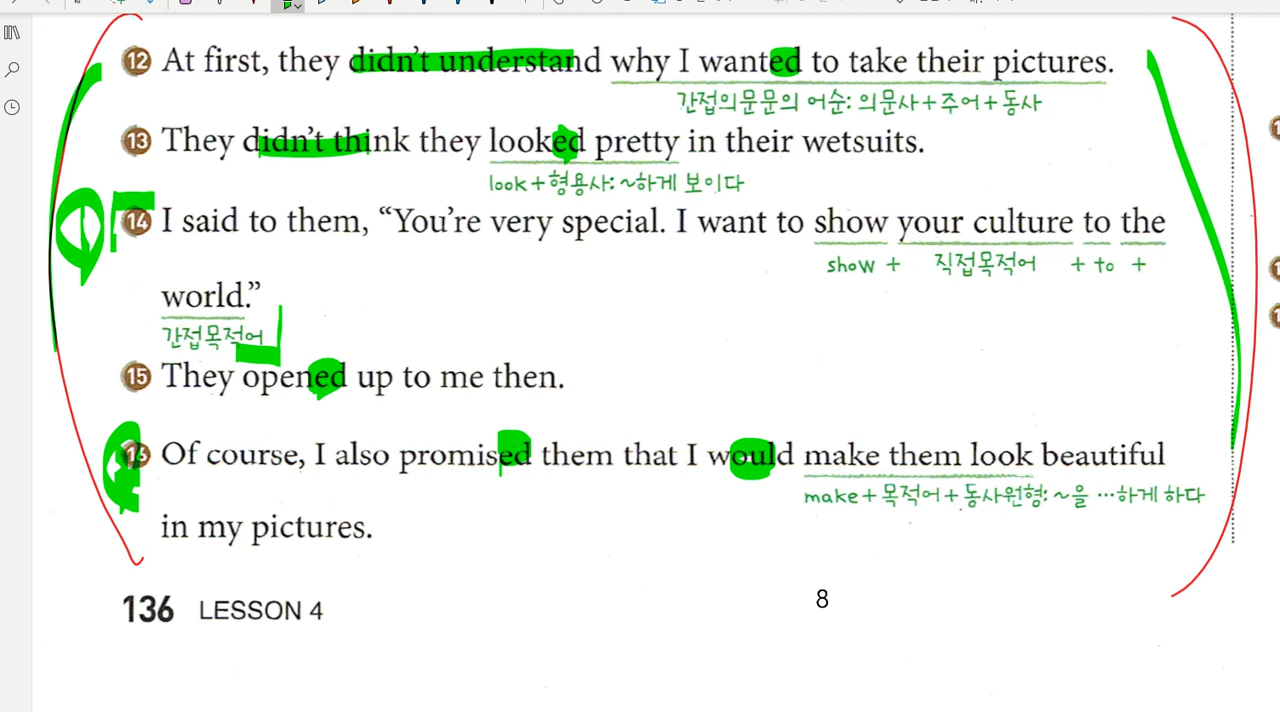 ⑫ At first, they didn't understand why I wanted to take their pictures.
간접의문문의 어순: 의문사+주어+동사
⑬ They didn't think they looked pretty in their wetsuits.
look+형용사: ~하게 보이다
⑭ I said to them, “You're very special. I want to show your culture to the
show + 직접목적어 + to +
world.”
간접목적어
⑮ They opened up to me then.
⑯ Of course, I also promised them that I would make them look beautiful
make+목적어+동사원형: ~을 …하게 하다
in my pictures.
136 LESSON 4
8